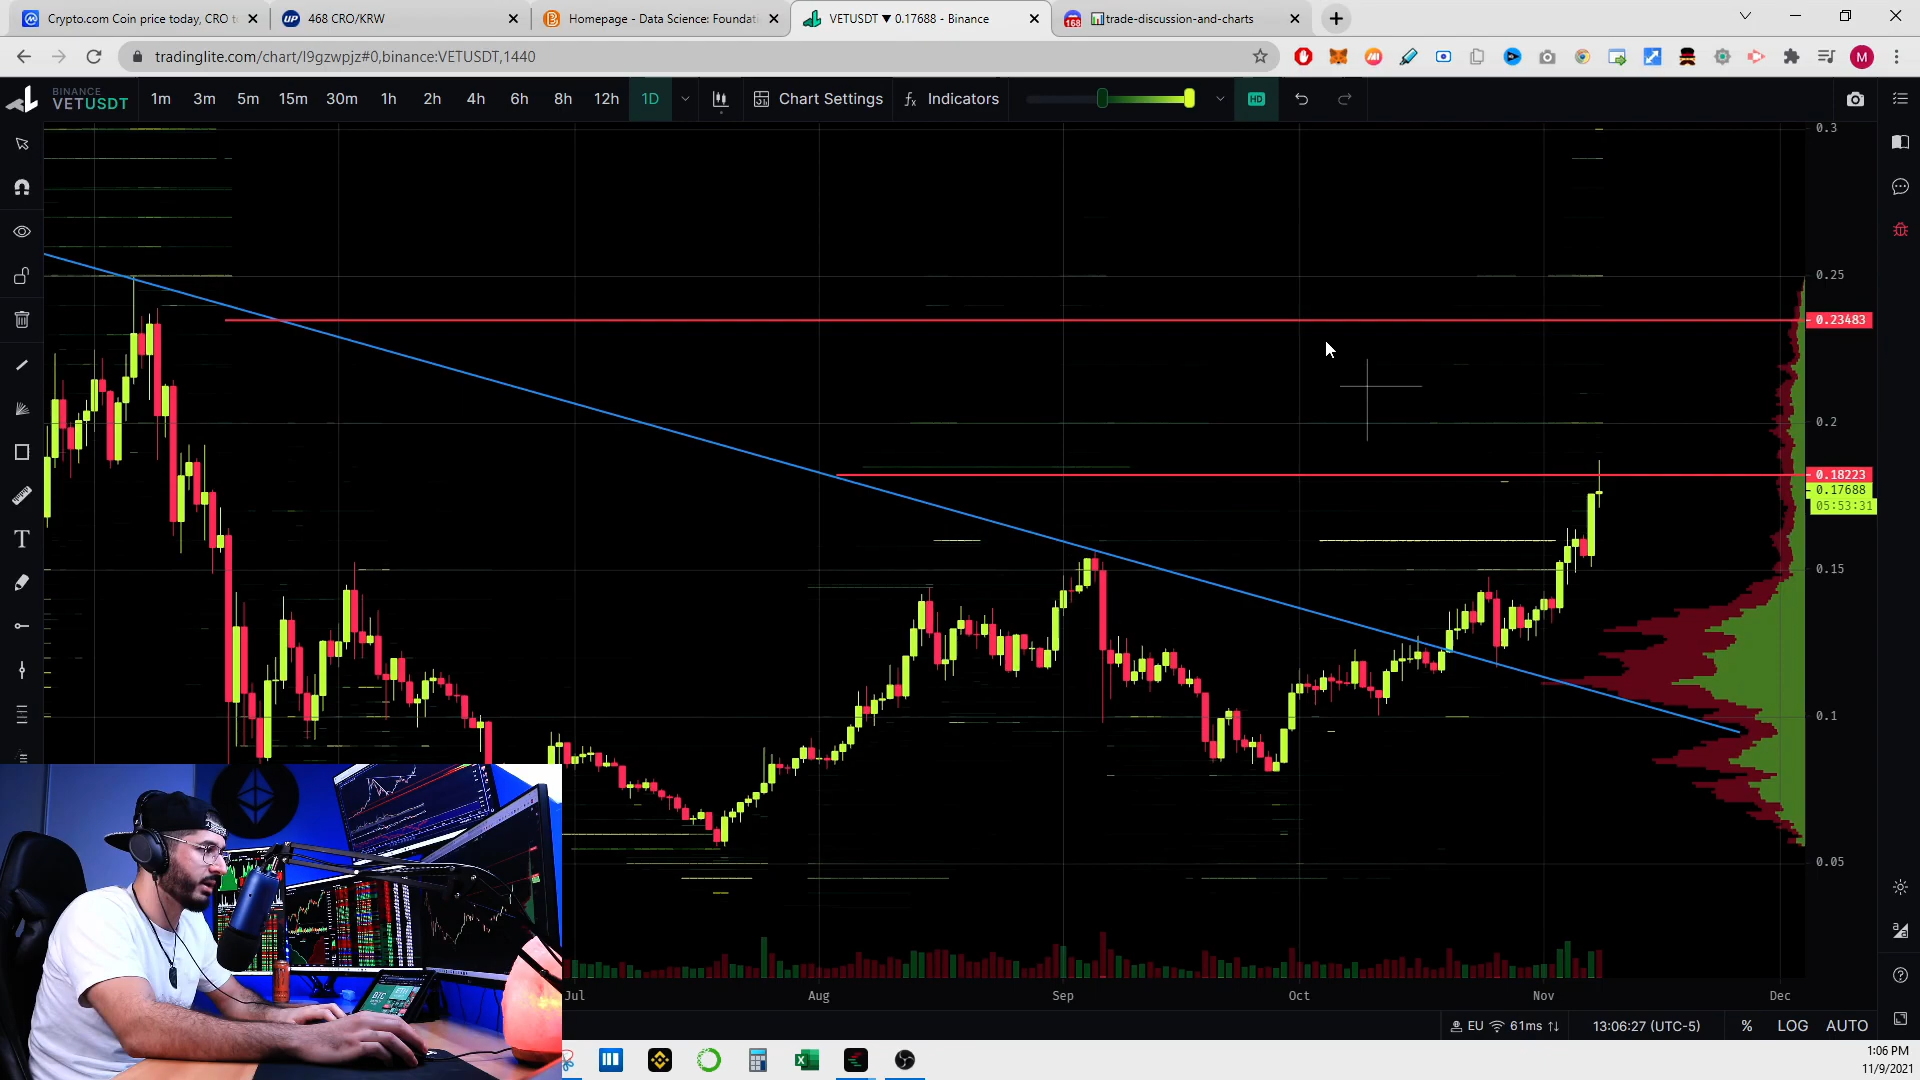 Crypto.com Coin price today, CRO to
468 CRO/KRW
Homepage - Data Science: Foundati
VETUSDT ▼ 0.17688 - Binance
168
trade-discussion-and-charts
tradinglite.com/chart/l9gzwpjz#0,binance:VETUSDT,1440
M
BINANCE
VETUSDT
1m 3m 5m 15m 30m 1h 2h 4h 6h 8h 12h 1D
Chart Settings
Indicators
HD
0.3
0.25
0.23483
0.2
0.18223
0.17688
05:53:31
0.15
0.1
0.05
Jul Aug Sep Oct Nov Dec
EU 61ms 13:06:27 (UTC-5) % LOG AUTO
BTC
1:06 PM
11/9/2021